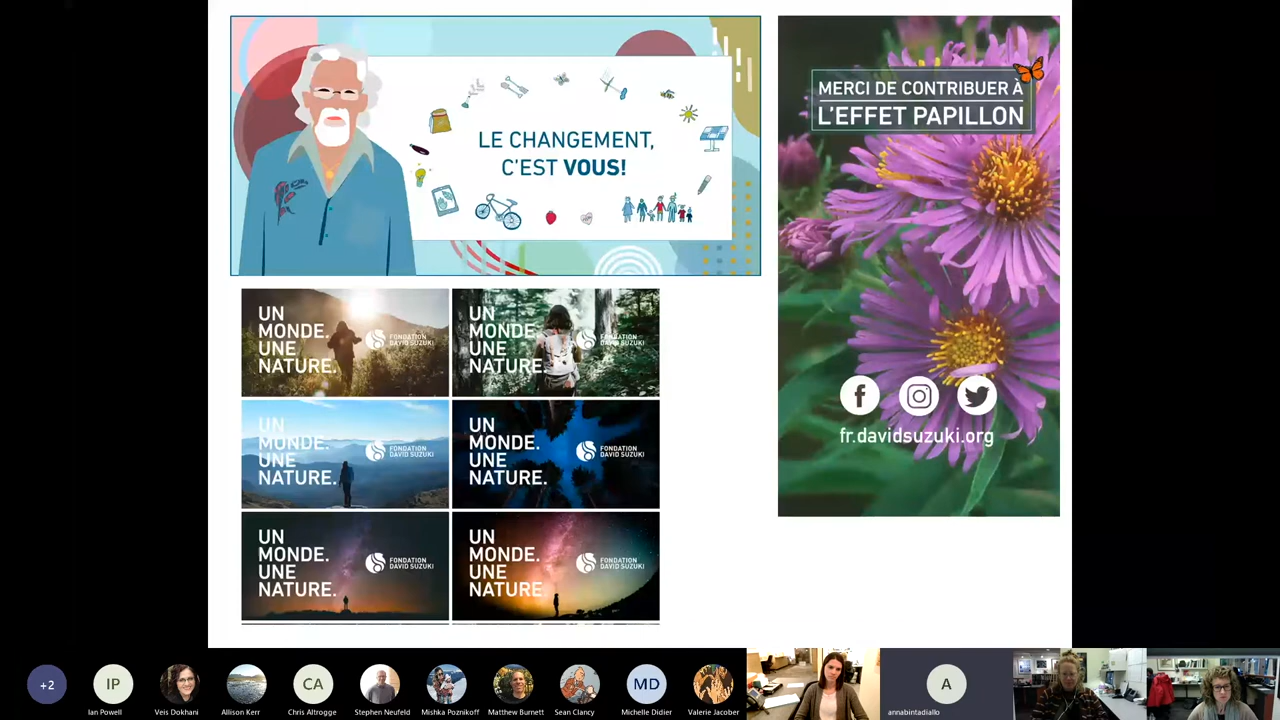 LE CHANGEMENT,
C'EST VOUS!
MERCI DE CONTRIBUER À
L'EFFET PAPILLON
fr.davidsuzuki.org
UN
MONDE.
UNE
NATURE.
FONDATION
DAVID SUZUKI
UN
MONDE.
UNE
NATURE.
FONDATION
DAVID SUZUKI
UN
MONDE.
UNE
NATURE.
FONDATION
DAVID SUZUKI
UN
MONDE.
UNE
NATURE.
FONDATION
DAVID SUZUKI
UN
MONDE.
UNE
NATURE.
FONDATION
DAVID SUZUKI
UN
MONDE.
UNE
NATURE
FONDATION
DAVID SUZUKI
+2
IP
CA
MD
A
Ian Powell
Veis Dokhani
Allison Kerr
Chris Altrogge
Stephen Neufeld
Mishka Poznikoff
Matthew Burnett
Sean Clancy
Michelle Didier
Valerie Jacober
annabintadiallo